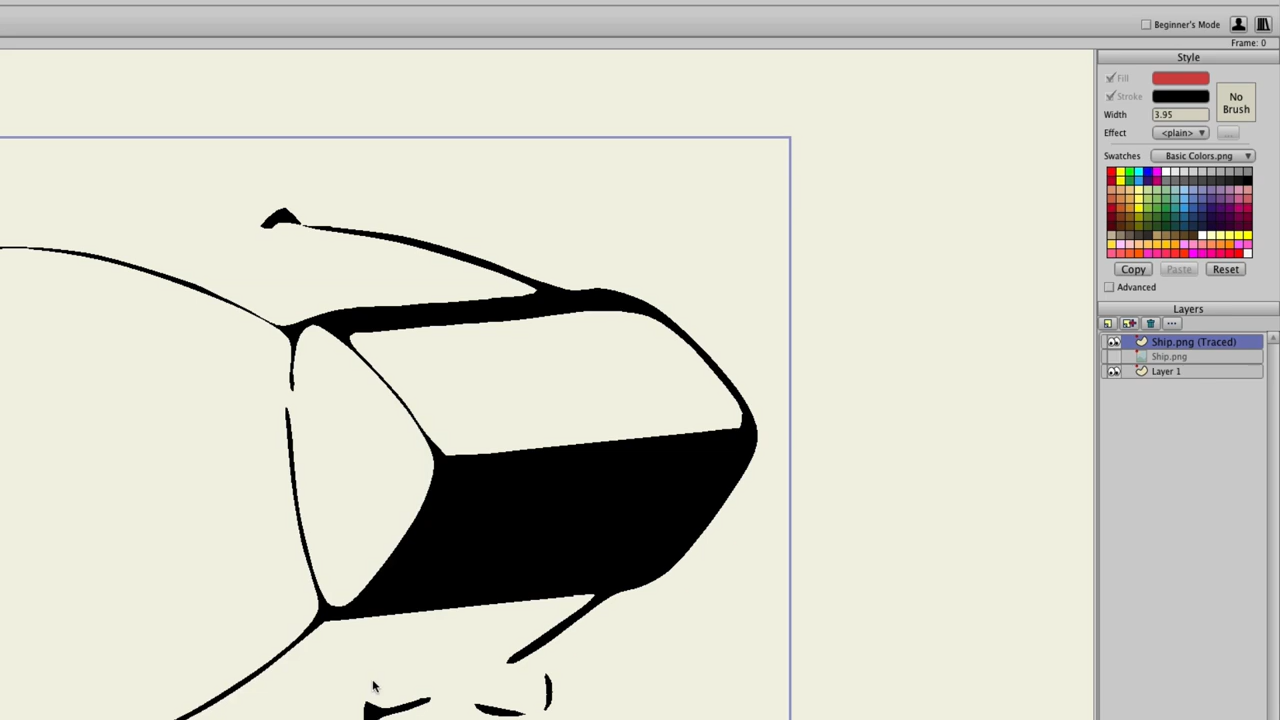 Beginner's Mode
Frame: 0
Style
Fill
Stroke
No
Brush
Width 3.95
Effect <plain> ...
Swatches Basic Colors.png
Copy Paste Reset
Advanced
Layers
Ship.png (Traced)
Ship.png
Layer 1